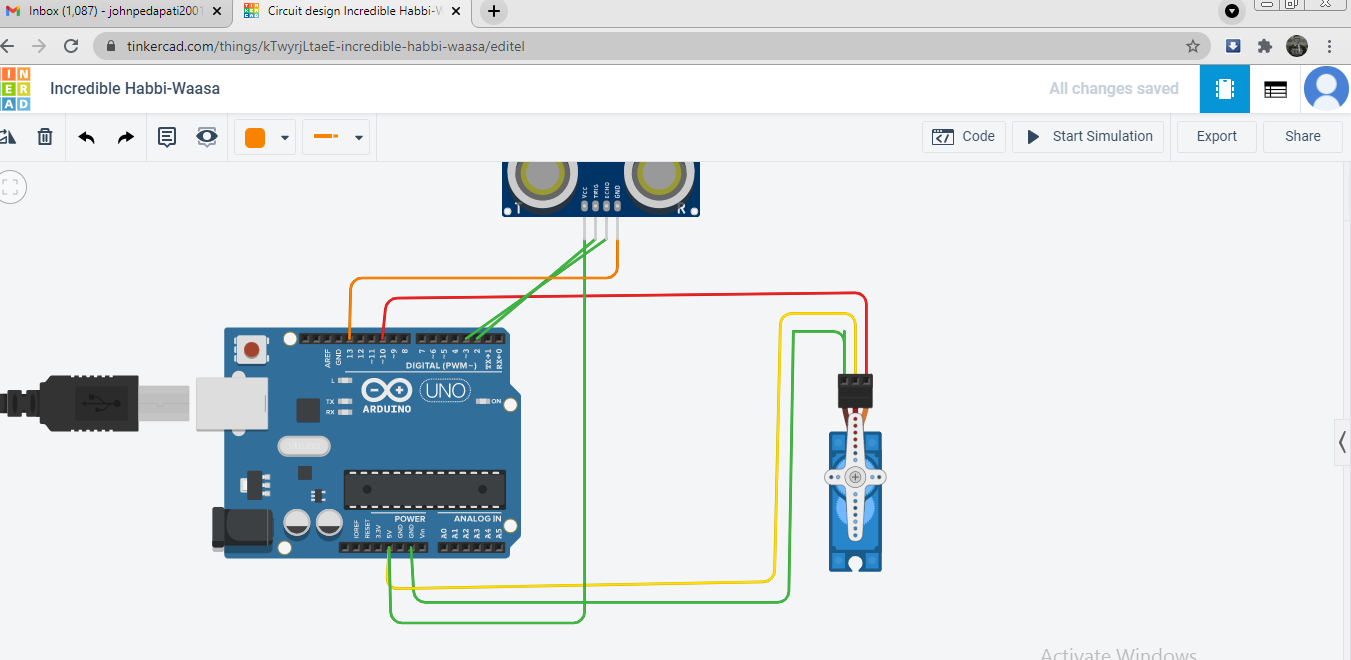 Inbox (1,087) - johnpedapati2001
Circuit design Incredible Habbi-W
tinkercad.com/things/kTwyrjLtaeE-incredible-habbi-waasa/editel
Incredible Habbi-Waasa
All changes saved
Code
Start Simulation
Export
Share
VCC
TRIG
ECHO
GND
T
R
AREF
GND
13
12
~11
~10
~9
8
7
~6
~5
4
~3
2
TX→1
RX←0
DIGITAL (PWM~)
L
TX
RX
ARDUINO
UNO
ON
POWER
ANALOG IN
IOREF
RESET
3.3V
5V
GND
GND
Vin
A0
A1
A2
A3
A4
A5
Activate Windows